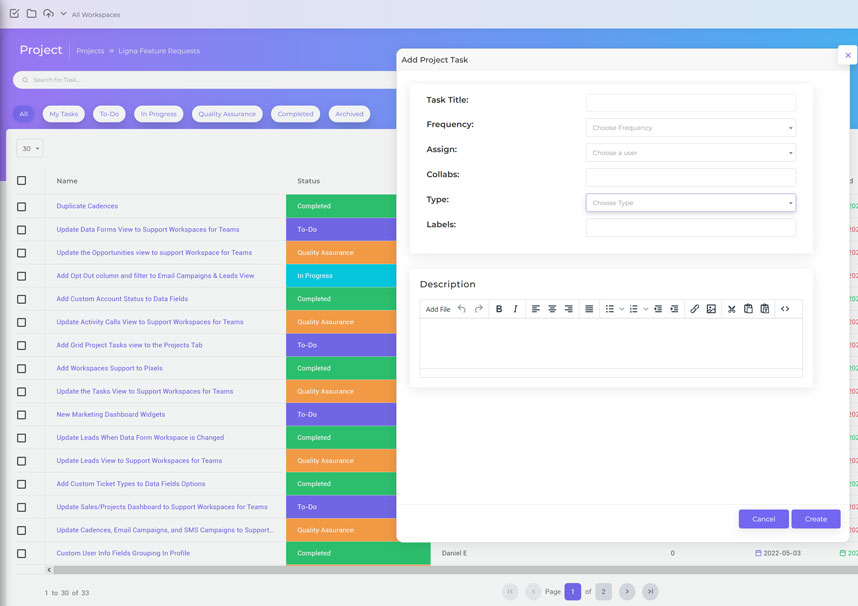 All Workspaces
Project
Projects » Ligna Feature Requests
Search for Task...
All My Tasks To-Do In Progress Quality Assurance Completed Archived
30
Name Status
Duplicate Cadences Completed
Update Data Forms View to Support Workspaces for Teams To-Do
Update the Opportunities view to support Workspace for Teams Quality Assurance
Add Opt Out column and filter to Email Campaigns & Leads View In Progress
Add Custom Account Status to Data Fields Completed
Update Activity Calls View to Support Workspaces for Teams Quality Assurance
Add Grid Project Tasks view to the Projects Tab To-Do
Add Workspaces Support to Pixels Completed
Update the Tasks View to Support Workspaces for Teams Quality Assurance
New Marketing Dashboard Widgets To-Do
Update Leads When Data Form Workspace is Changed Completed
Update Leads View to Support Workspaces for Teams Quality Assurance
Add Custom Ticket Types to Data Fields Options Completed
Update Sales/Projects Dashboard to Support Workspaces for Teams To-Do
Update Cadences, Email Campaigns, and SMS Campaigns to Support... Quality Assurance
Custom User Info Fields Grouping In Profile Completed Daniel E 0 2022-05-03
1 to 30 of 33
Page 1 of 2
Add Project Task
Task Title:
Frequency: Choose Frequency
Assign: Choose a user
Collabs:
Type: Choose Type
Labels:
Description
Add File B I
Cancel Create